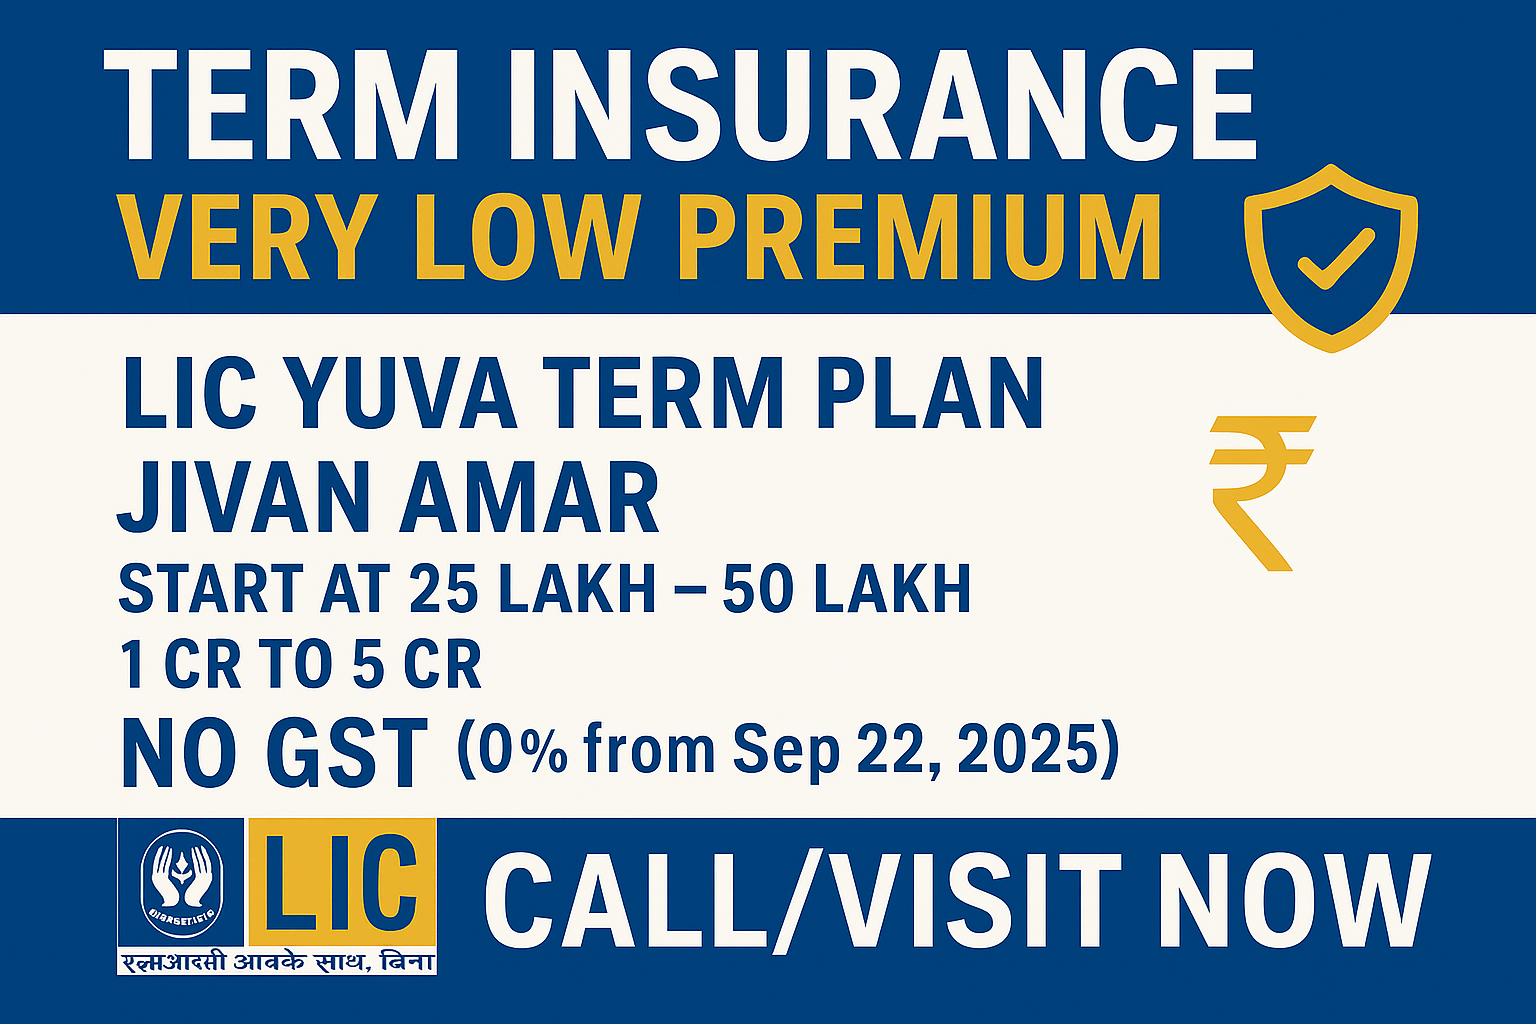 TERM INSURANCE
VERY LOW PREMIUM
LIC YUVA TERM PLAN
JIVAN AMAR
START AT 25 LAKH – 50 LAKH
1 CR TO 5 CR
NO GST (0% from Sep 22, 2025)
LIC
CALL/VISIT NOW
साथ, बिना